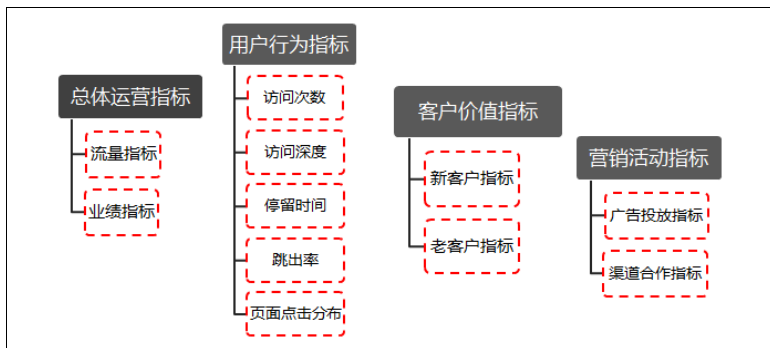 总体运营指标
流量指标
业绩指标
用户行为指标
访问次数
访问深度
停留时间
跳出率
页面点击分布
客户价值指标
新客户指标
老客户指标
营销活动指标
广告投放指标
渠道合作指标